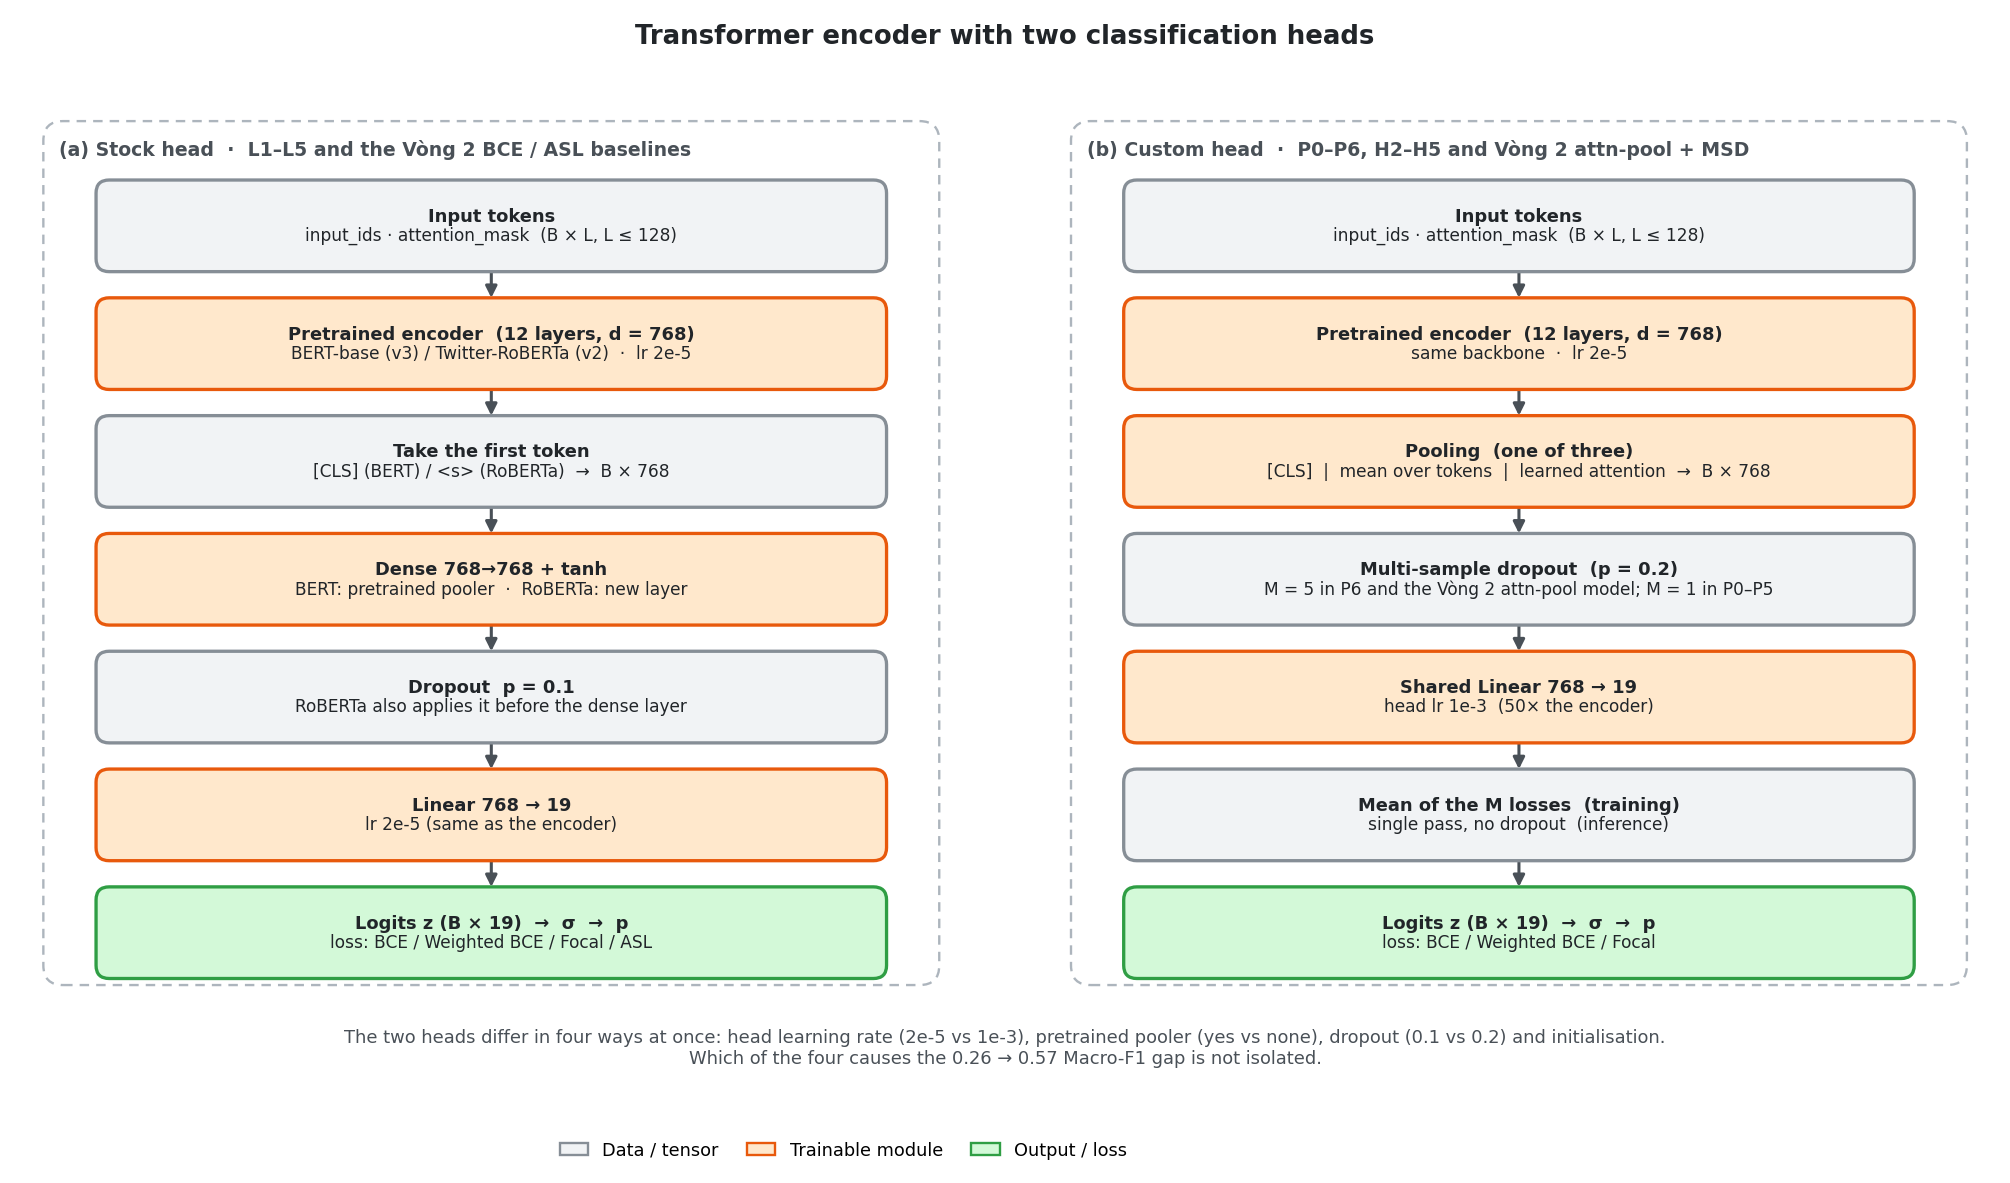 Transformer encoder with two classification heads
(a) Stock head · L1–L5 and the Vòng 2 BCE / ASL baselines
Input tokens
input_ids · attention_mask (B × L, L ≤ 128)
Pretrained encoder (12 layers, d = 768)
BERT-base (v3) / Twitter-RoBERTa (v2) · lr 2e-5
Take the first token
[CLS] (BERT) / <s> (RoBERTa) → B × 768
Dense 768→768 + tanh
BERT: pretrained pooler · RoBERTa: new layer
Dropout p = 0.1
RoBERTa also applies it before the dense layer
Linear 768 → 19
lr 2e-5 (same as the encoder)
Logits z (B × 19) → σ → p
loss: BCE / Weighted BCE / Focal / ASL
(b) Custom head · P0–P6, H2–H5 and Vòng 2 attn-pool + MSD
Input tokens
input_ids · attention_mask (B × L, L ≤ 128)
Pretrained encoder (12 layers, d = 768)
same backbone · lr 2e-5
Pooling (one of three)
[CLS] | mean over tokens | learned attention → B × 768
Multi-sample dropout (p = 0.2)
M = 5 in P6 and the Vòng 2 attn-pool model; M = 1 in P0–P5
Shared Linear 768 → 19
head lr 1e-3 (50× the encoder)
Mean of the M losses (training)
single pass, no dropout (inference)
Logits z (B × 19) → σ → p
loss: BCE / Weighted BCE / Focal
The two heads differ in four ways at once: head learning rate (2e-5 vs 1e-3), pretrained pooler (yes vs none), dropout (0.1 vs 0.2) and initialisation.
Which of the four causes the 0.26 → 0.57 Macro-F1 gap is not isolated.
Data / tensor
Trainable module
Output / loss